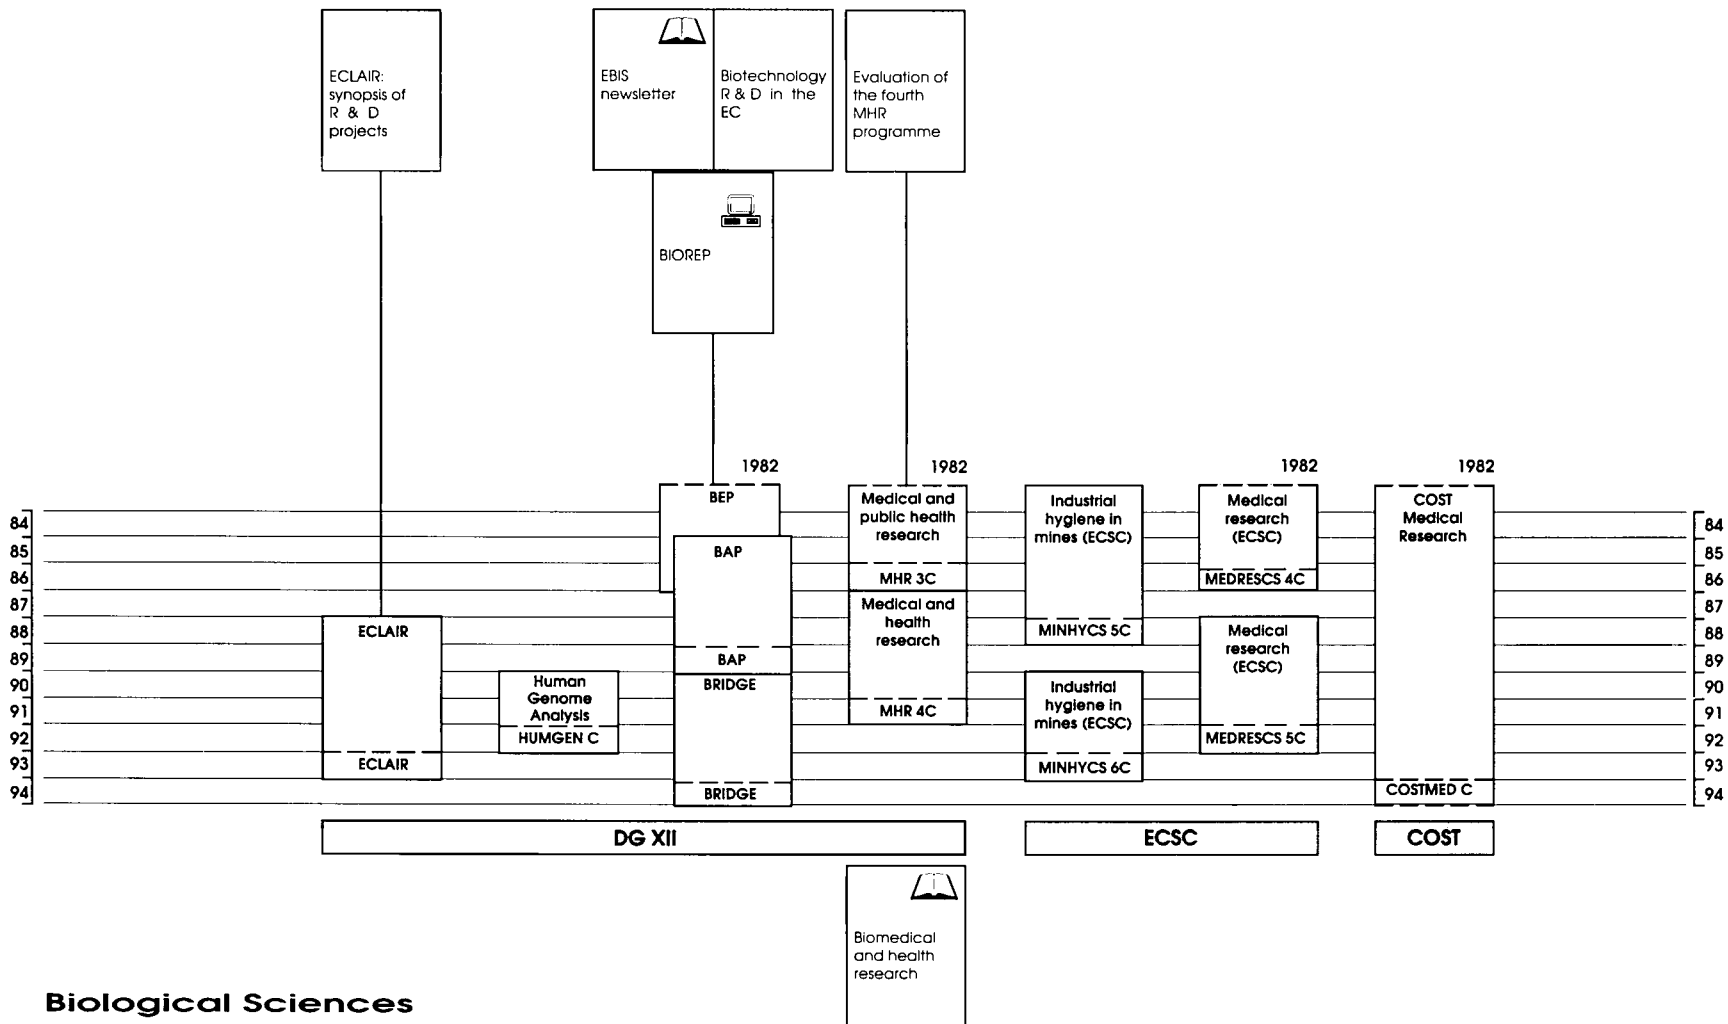 ECLAIR:
synopsis of
R & D
projects
EBIS
newsletter
Biotechnology
R & D in the
EC
Evaluation of
the fourth
MHR
programme
BIOREP
1982
1982
1982
1982
BEP
BAP
BAP
BRIDGE
BRIDGE
Medical and
public health
research
MHR 3C
Medical and
health
research
MHR 4C
Industrial
hygiene in
mines (ECSC)
MINHYCS 5C
Industrial
hygiene in
mines (ECSC)
MINHYCS 6C
Medical
research
(ECSC)
MEDRESCS 4C
Medical
research
(ECSC)
MEDRESCS 5C
COST
Medical
Research
COSTMED C
ECLAIR
ECLAIR
Human
Genome
Analysis
HUMGEN C
84
85
86
87
88
89
90
91
92
93
94
84
85
86
87
88
89
90
91
92
93
94
DG XII
ECSC
COST
Biomedical
and health
research
Biological Sciences